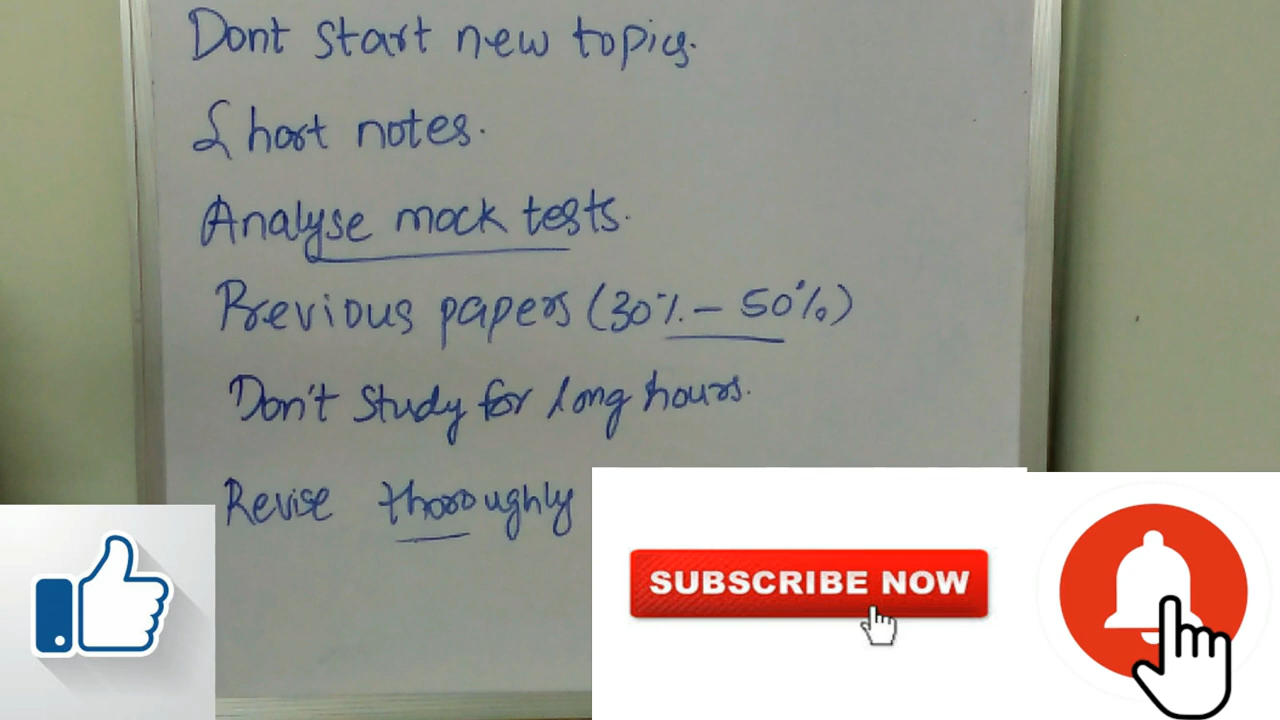 Dont start new topics.
Short notes.
Analyse mock tests.
Previous papers (30% - 50%)
Don't study for long hours.
Revise thoroughly
SUBSCRIBE NOW